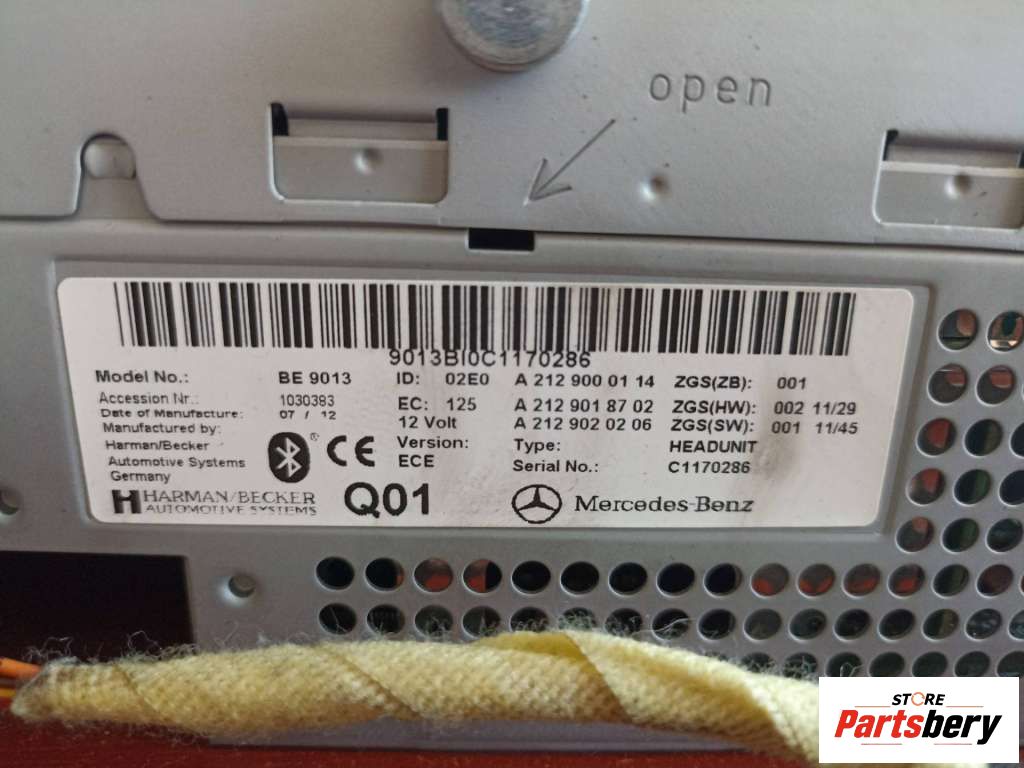 open
9013BI0C1170286
Model No.: BE 9013 ID: 02E0 A 212 900 01 14 ZGS(ZB): 001
Accession Nr.: 1030383 EC: 125 A 212 901 87 02 ZGS(HW): 002 11/29
Date of Manufacture: 07 / 12 12 Volt A 212 902 02 06 ZGS(SW): 001 11/45
Manufactured by: Version: Type: HEADUNIT
Harman/Becker ® CE ECE Serial No.: C1170286
Automotive Systems
Germany
HARMAN/BECKER Q01 Mercedes-Benz
AUTOMOTIVE SYSTEMS
STORE
Partsbery